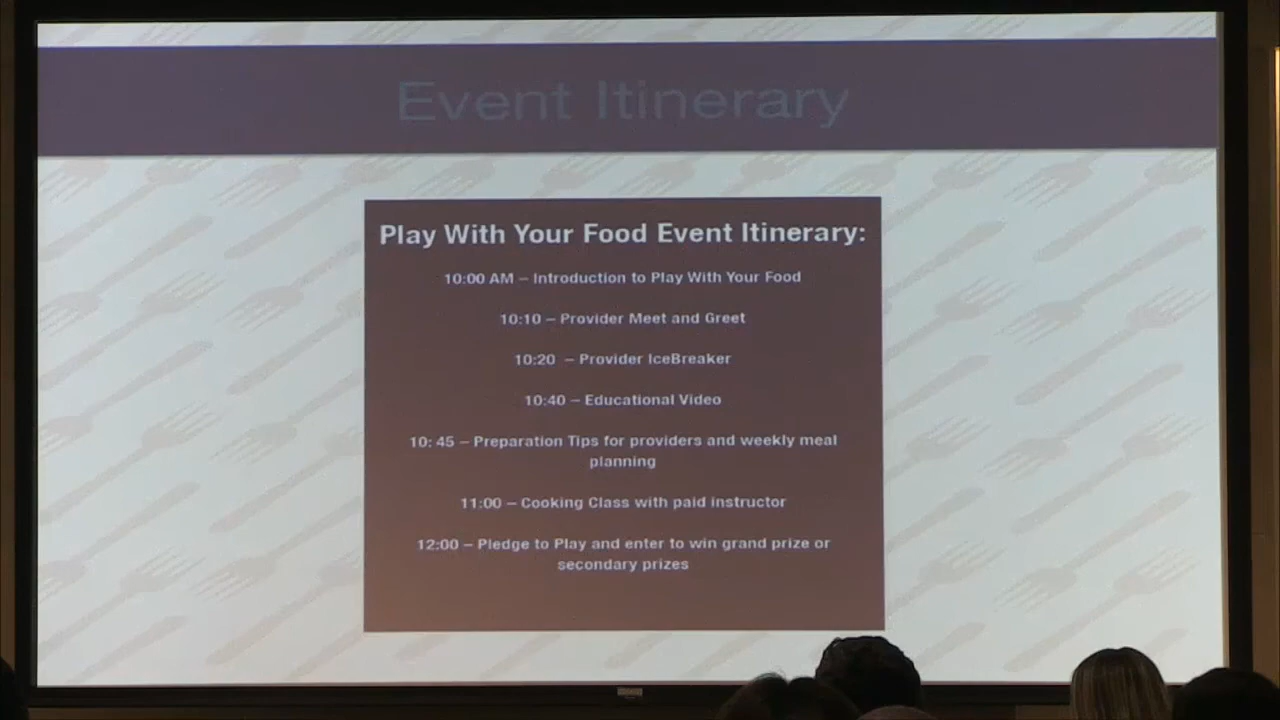 Event Itinerary
Play With Your Food Event Itinerary:
10:00 AM – Introduction to Play With Your Food
10:10 – Provider Meet and Greet
10:20 – Provider IceBreaker
10:40 – Educational Video
10: 45 – Preparation Tips for providers and weekly meal
planning
11:00 – Cooking Class with paid instructor
12:00 – Pledge to Play and enter to win grand prize or
secondary prizes